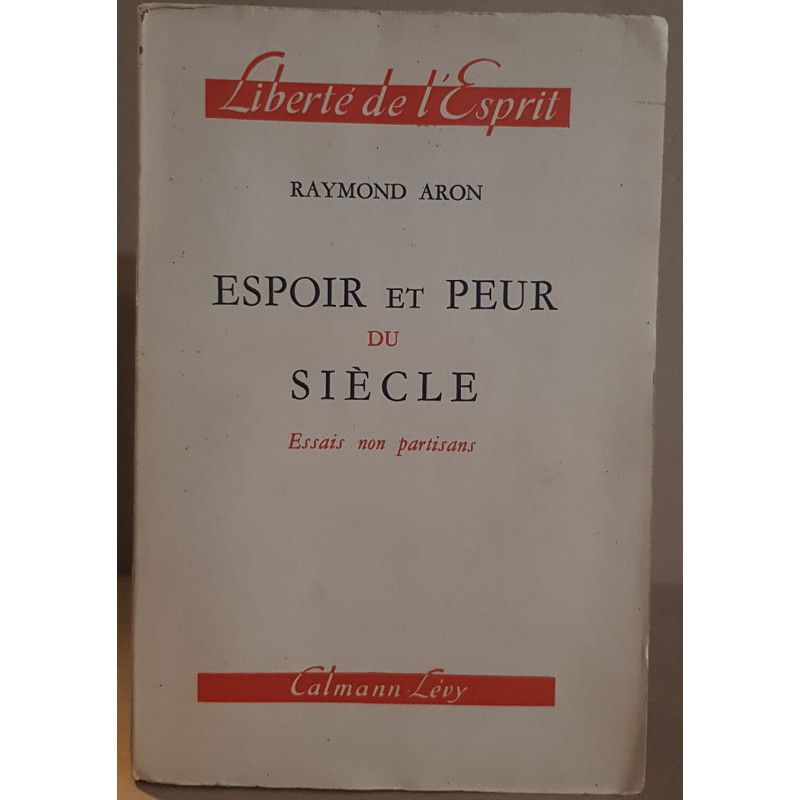 Liberté de l'Esprit
RAYMOND ARON
ESPOIR ET PEUR
DU
SIÈCLE
Essais non partisans
Calmann-Lévy